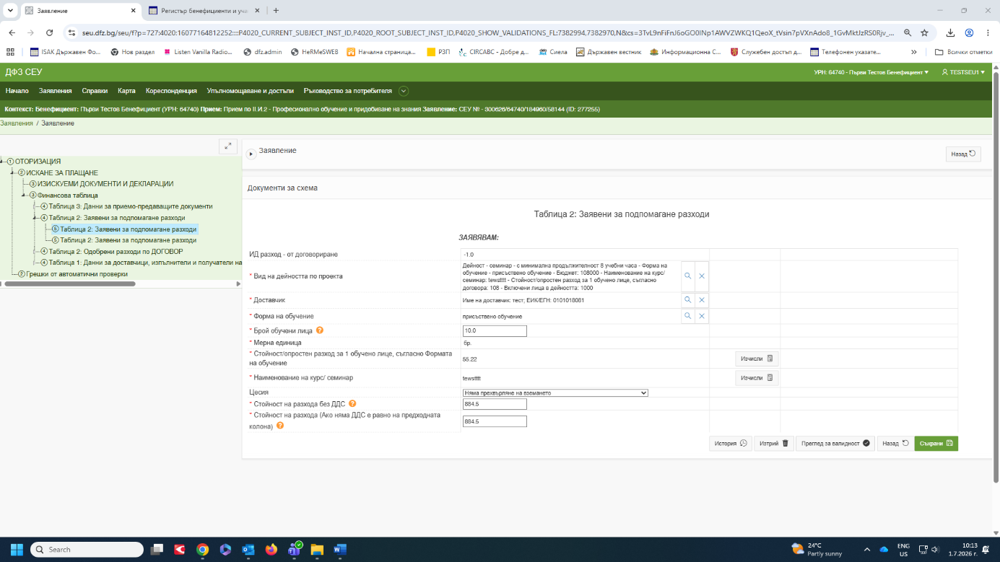 Заявление
Регистър бенефициенти и уча
seu.dfz.bg/seu/f?p=727:4020:16077164812252::::P4020_CURRENT_SUBJECT_INST_ID,P4020_ROOT_SUBJECT_INST_ID,P4020_SHOW_VALIDATIONS_FL:7382994,7382970,N&cs=3TvL9nFiFnJ6oGO0INp1AWVZWKQ1QeoX_tVsin7pVXnAdo8_1GvMktJzRS0Rjv_...
ISAK Държавен Фо... Нов раздел Listen Vanilla Radio... dfz.admin HeRMeSWEB Начална страница... РЗП CIRCABC - Добре д... Сиела Държавен вестник Информационна С... Служебен достъп д... Телефонен указате... » Всички отметки
ДФЗ СЕУ УРН: 64740 - Първи Тестов Бенефициент TESTSEU1
Начало Заявления Справки Карта Кореспонденция Упълномощаване и достъпи Ръководство за потребителя
Контекст: Бенефициент: Първи Тестов Бенефициент (УРН: 64740) Прием: Прием по II.И.2 - Професионално обучение и придобиване на знания Заявление: СЕУ № - 300626/64740/184960/58144 (ID: 277255)
Заявления / Заявление
1 ОТОРИЗАЦИЯ
2 ИСКАНЕ ЗА ПЛАЩАНЕ
3 ИЗИСКУЕМИ ДОКУМЕНТИ И ДЕКЛАРАЦИИ
3 Финансова таблица
4 Таблица 3: Данни за приемо-предаващите документи
4 Таблица 2: Заявени за подпомагане разходи
5 Таблица 2: Заявени за подпомагане разходи
5 Таблица 2: Заявени за подпомагане разходи
4 Таблица 2: Одобрени разходи по ДОГОВОР
4 Таблица 1: Данни за доставчици, изпълнители и получатели на
2 Грешки от автоматични проверки
Заявление
Назад
Документи за схема
Таблица 2: Заявени за подпомагане разходи
ЗАЯВЯВАМ:
ИД разход - от договориране -1.0
* Вид на дейността по проекта
Дейност - семинар - с минимална продължителност 8 учебни часа - Форма на
обучение - присъствено обучение - Бюджет: 108000 - Наименование на курс/
семинар: tewstttt - Стойност/опростен разход за 1 обучено лице, съгласно
договора: 108 - Включени лица в дейността: 1000
* Доставчик Име на доставчик: тест; ЕИК/ЕГН: 0101018081
* Форма на обучение присъствено обучение
* Брой обучени лица ? 10.0
* Мерна единица бр.
* Стойност/опростен разход за 1 обучено лице, съгласно Формата
на обучение
55.22 Изчисли
* Наименование на курс/ семинар tewstttt Изчисли
Цесия Няма прехвърляне на вземането
* Стойност на разхода без ДДС ? 884.5
* Стойност на разхода (Ако няма ДДС е равно на предходната
колона) ? 884.5
История Изтрий Преглед за валидност Назад Съхрани
Search
24°C
Partly sunny
ENG
US
10:13
1.7.2026 г.